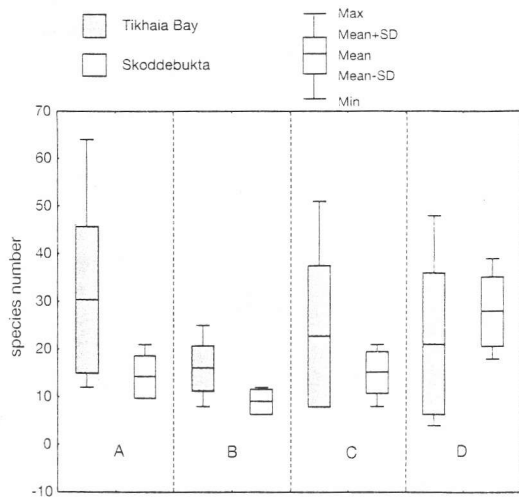 Tikhaia Bay
Skoddebukta
Max
Mean+SD
Mean
Mean-SD
Min
species number
70
60
50
40
30
20
10
0
-10
A
B
C
D